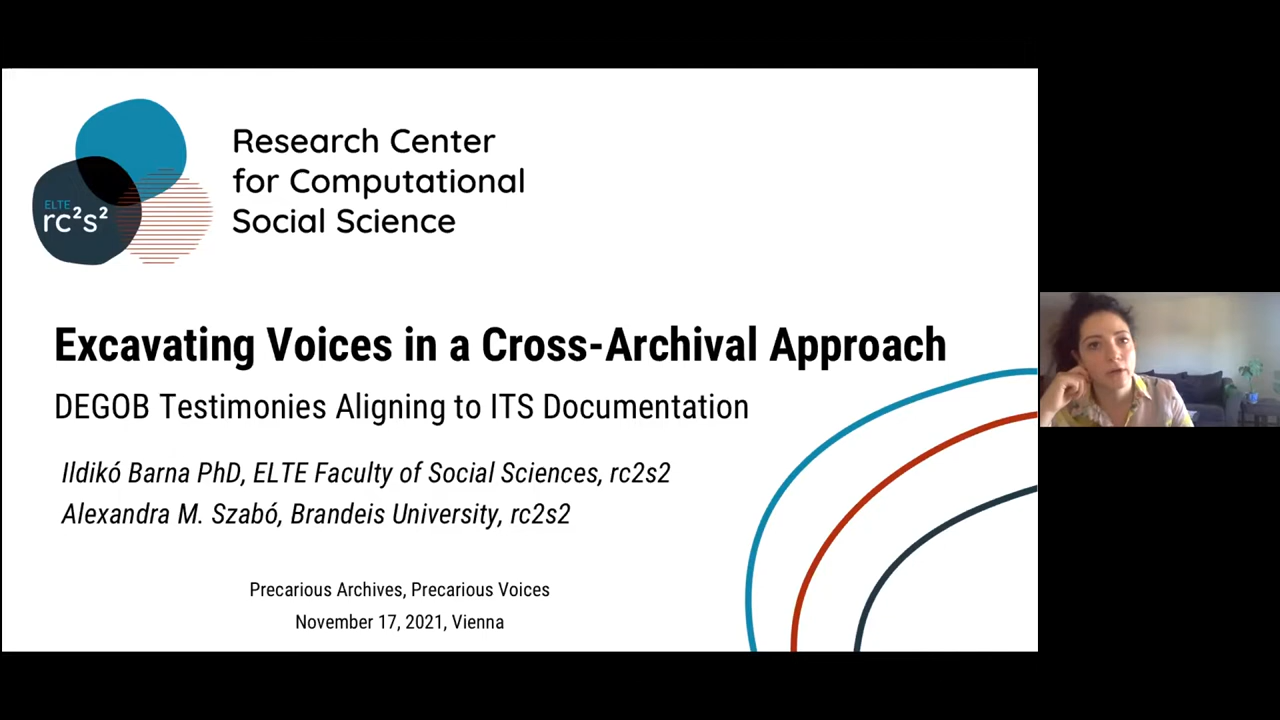 ELTE
rc²s²
Research Center
for Computational
Social Science
Excavating Voices in a Cross-Archival Approach
DEGOB Testimonies Aligning to ITS Documentation
Ildikó Barna PhD, ELTE Faculty of Social Sciences, rc2s2
Alexandra M. Szabó, Brandeis University, rc2s2
Precarious Archives, Precarious Voices
November 17, 2021, Vienna